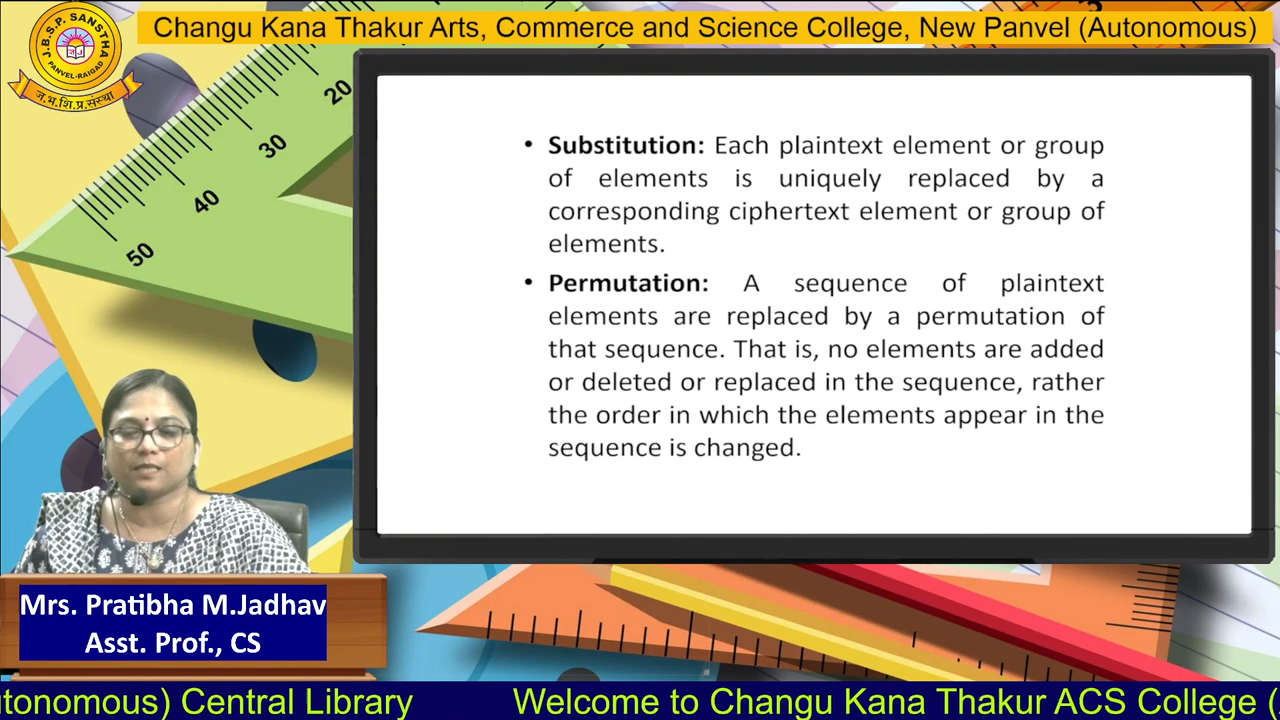 Changu Kana Thakur Arts, Commerce and Science College, New Panvel (Autonomous)
J.B.S.P. SANSTHA
PANVEL-RAIGAD
ज.भ.शि.प्र.संस्था
20
30
40
50
• Substitution: Each plaintext element or group
of elements is uniquely replaced by a
corresponding ciphertext element or group of
elements.
• Permutation: A sequence of plaintext
elements are replaced by a permutation of
that sequence. That is, no elements are added
or deleted or replaced in the sequence, rather
the order in which the elements appear in the
sequence is changed.
Mrs. Pratibha M.Jadhav
Asst. Prof., CS
utonomous) Central Library Welcome to Changu Kana Thakur ACS College (